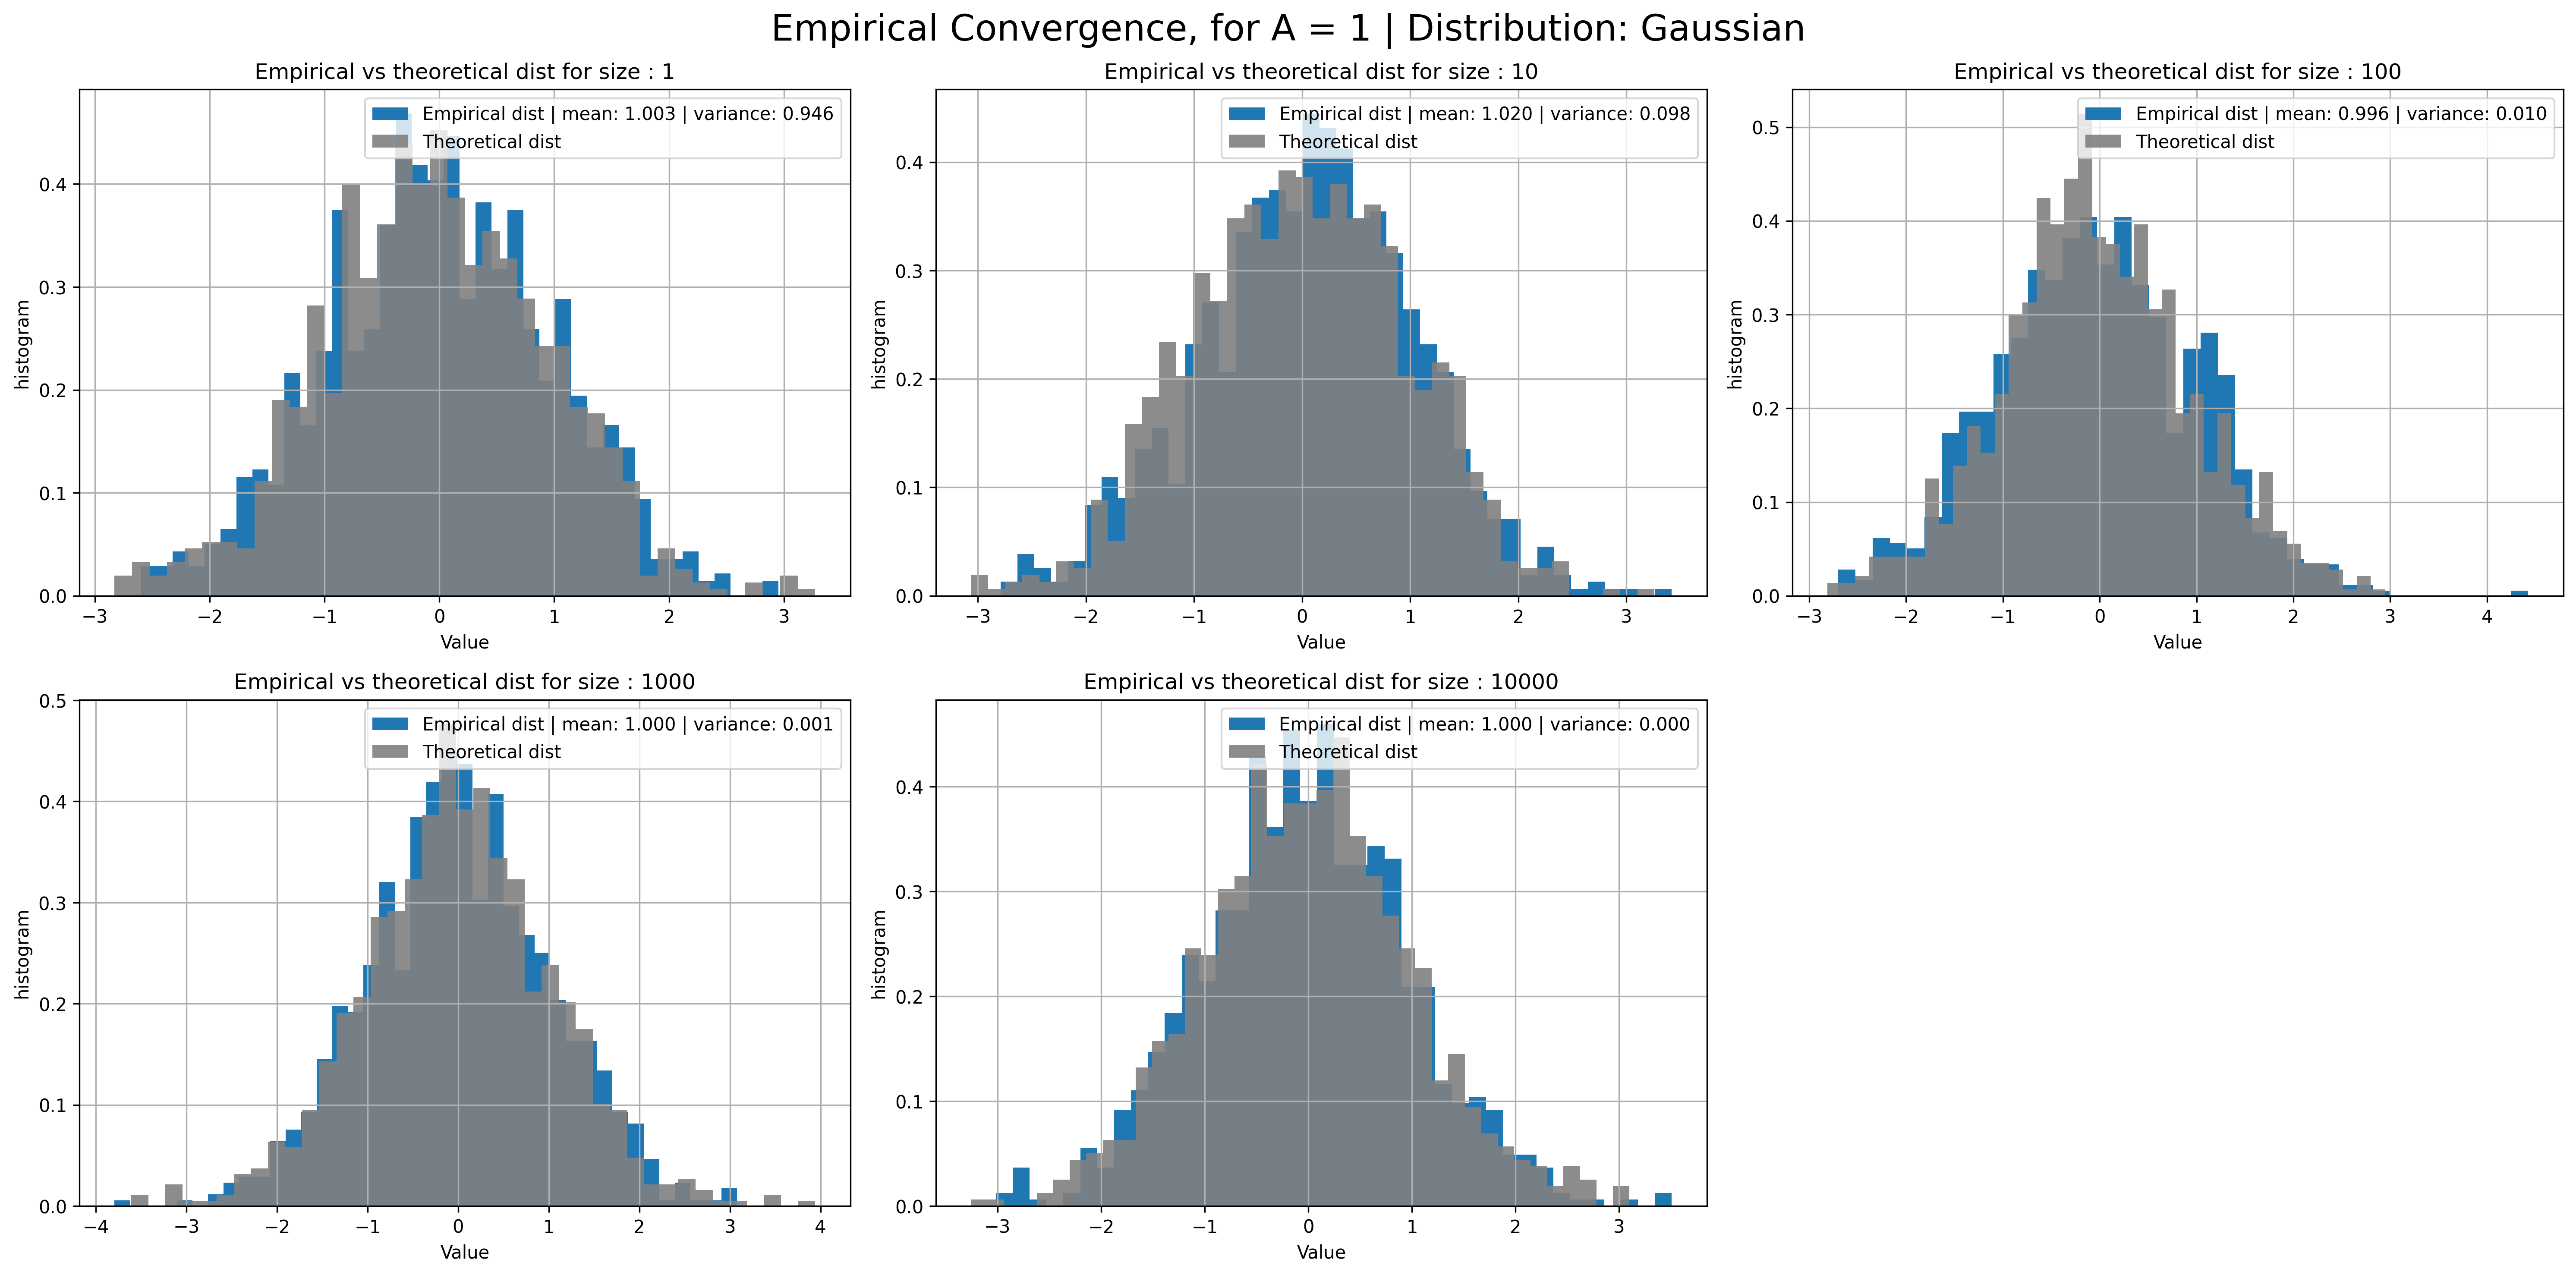 Empirical Convergence, for A = 1 | Distribution: Gaussian
Empirical vs theoretical dist for size : 1
Empirical dist | mean: 1.003 | variance: 0.946
Theoretical dist
histogram
0.4
0.3
0.2
0.1
0.0
−3 −2 −1 0 1 2 3
Value
Empirical vs theoretical dist for size : 10
Empirical dist | mean: 1.020 | variance: 0.098
Theoretical dist
histogram
0.4
0.3
0.2
0.1
0.0
−3 −2 −1 0 1 2 3
Value
Empirical vs theoretical dist for size : 100
Empirical dist | mean: 0.996 | variance: 0.010
Theoretical dist
histogram
0.5
0.4
0.3
0.2
0.1
0.0
−3 −2 −1 0 1 2 3 4
Value
Empirical vs theoretical dist for size : 1000
Empirical dist | mean: 1.000 | variance: 0.001
Theoretical dist
histogram
0.5
0.4
0.3
0.2
0.1
0.0
−4 −3 −2 −1 0 1 2 3 4
Value
Empirical vs theoretical dist for size : 10000
Empirical dist | mean: 1.000 | variance: 0.000
Theoretical dist
histogram
0.4
0.3
0.2
0.1
0.0
−3 −2 −1 0 1 2 3
Value